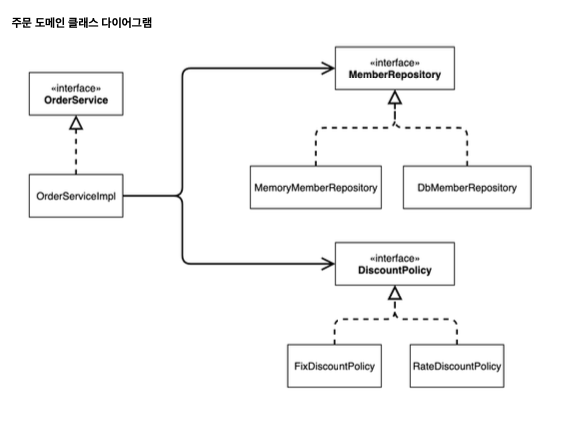 주문 도메인 클래스 다이어그램
«interface»
OrderService
OrderServiceImpl
«interface»
MemberRepository
MemoryMemberRepository
DbMemberRepository
«interface»
DiscountPolicy
FixDiscountPolicy
RateDiscountPolicy